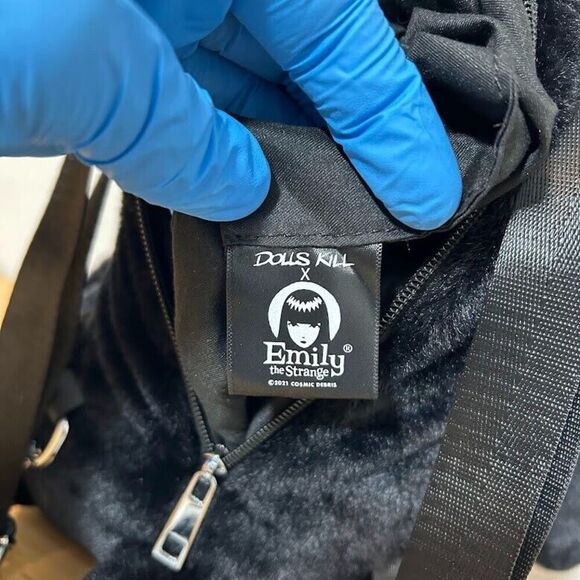 DOLLS KILL
X
Emily®
the Strange
©2021 COSMIC DEBRIS